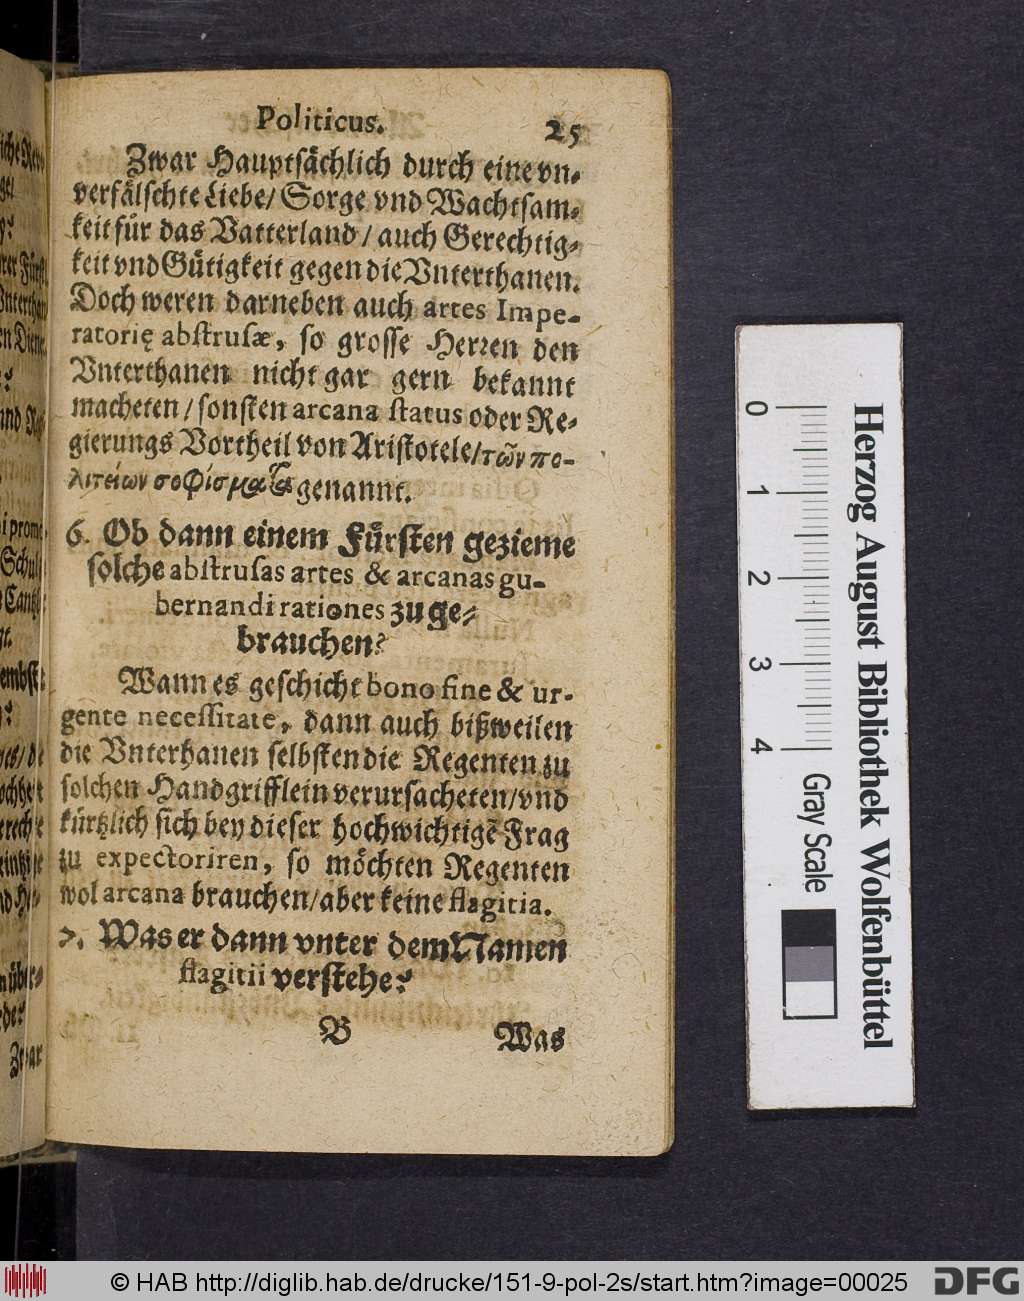 Politicus. 25
Zwar Hauptsächlich durch eine vn-
verfälschte Liebe/ Sorge vnd Wachtsam-
keit für das Vatterland / auch Gerechtig-
keit vnd Gütigkeit gegen die Vnterthanen.
Doch weren darneben auch artes Impe-
ratorię abstrusæ, so grosse Herren den
Vnterthanen nicht gar gern bekannt
macheten / sonsten arcana status oder Re-
gierungs Vortheil von Aristotele/ τῶν πο-
λιτείων σοφίσματα genannt.
6. Ob dann einem Fürsten gezieme
solche abstrusas artes & arcanas gu-
bernandi rationes zu ge-
brauchen?
Wann es geschicht bono fine & ur-
gente necessitate, dann auch bißweilen
die Vnterhanen selbsten die Regenten zu
solchen Handgrifflein verursacheten/ vnd
kürtzlich sich bey dieser hochwichtigē Frag
zu expectoriren, so möchten Regenten
wol arcana brauchen/ aber keine flagitia.
7. Was er dann vnter dem Namen
flagitii verstehe?
B Was
0
1
2
3
4
Gray Scale
Herzog August Bibliothek Wolfenbüttel
© HAB http://diglib.hab.de/drucke/151-9-pol-2s/start.htm?image=00025
DFG